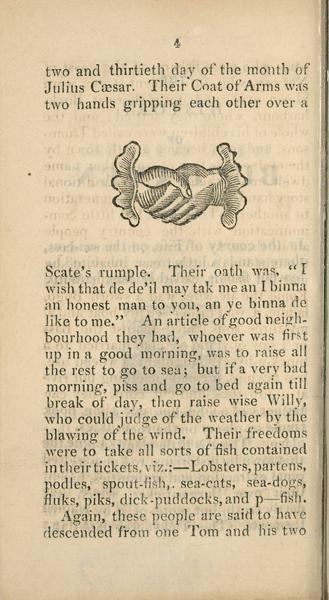 4
two and thirtieth day of the month of
Julius Cæsar. Their Coat of Arms was
two hands gripping each other over a
Scate's rumple. Their oath was, "I
wish that de de'il may tak me an I binna
an honest man to you, an ye binna de
like to me." An article of good neigh-
bourhood they had, whoever was first
up in a good morning, was to raise all
the rest to go to sea; but if a very bad
morning, piss and go to bed again till
break of day, then raise wise Willy,
who could judge of the weather by the
blawing of the wind. Their freedoms
were to take all sorts of fish contained
in their tickets, viz.:—Lobsters, partens,
podles, spout-fish, sea-cats, sea-dogs,
fluks, piks, dick-puddocks, and p—fish.
Again, these people are said to have
descended from one Tom and his two